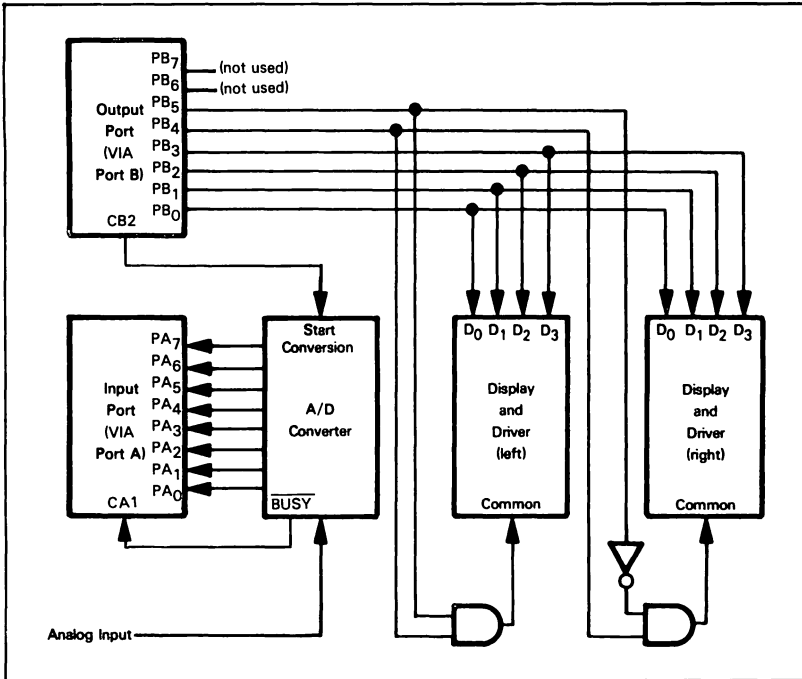 PB7 (not used)
PB6 (not used)
PB5
PB4
PB3
PB2
PB1
PB0
Output
Port
(VIA
Port B)
CB2
PA7
PA6
PA5
PA4
PA3
PA2
PA1
PA0
Input
Port
(VIA
Port A)
CA1
Start
Conversion
A/D
Converter
BUSY
Analog Input
D0 D1 D2 D3
Display
and
Driver
(left)
Common
D0 D1 D2 D3
Display
and
Driver
(right)
Common